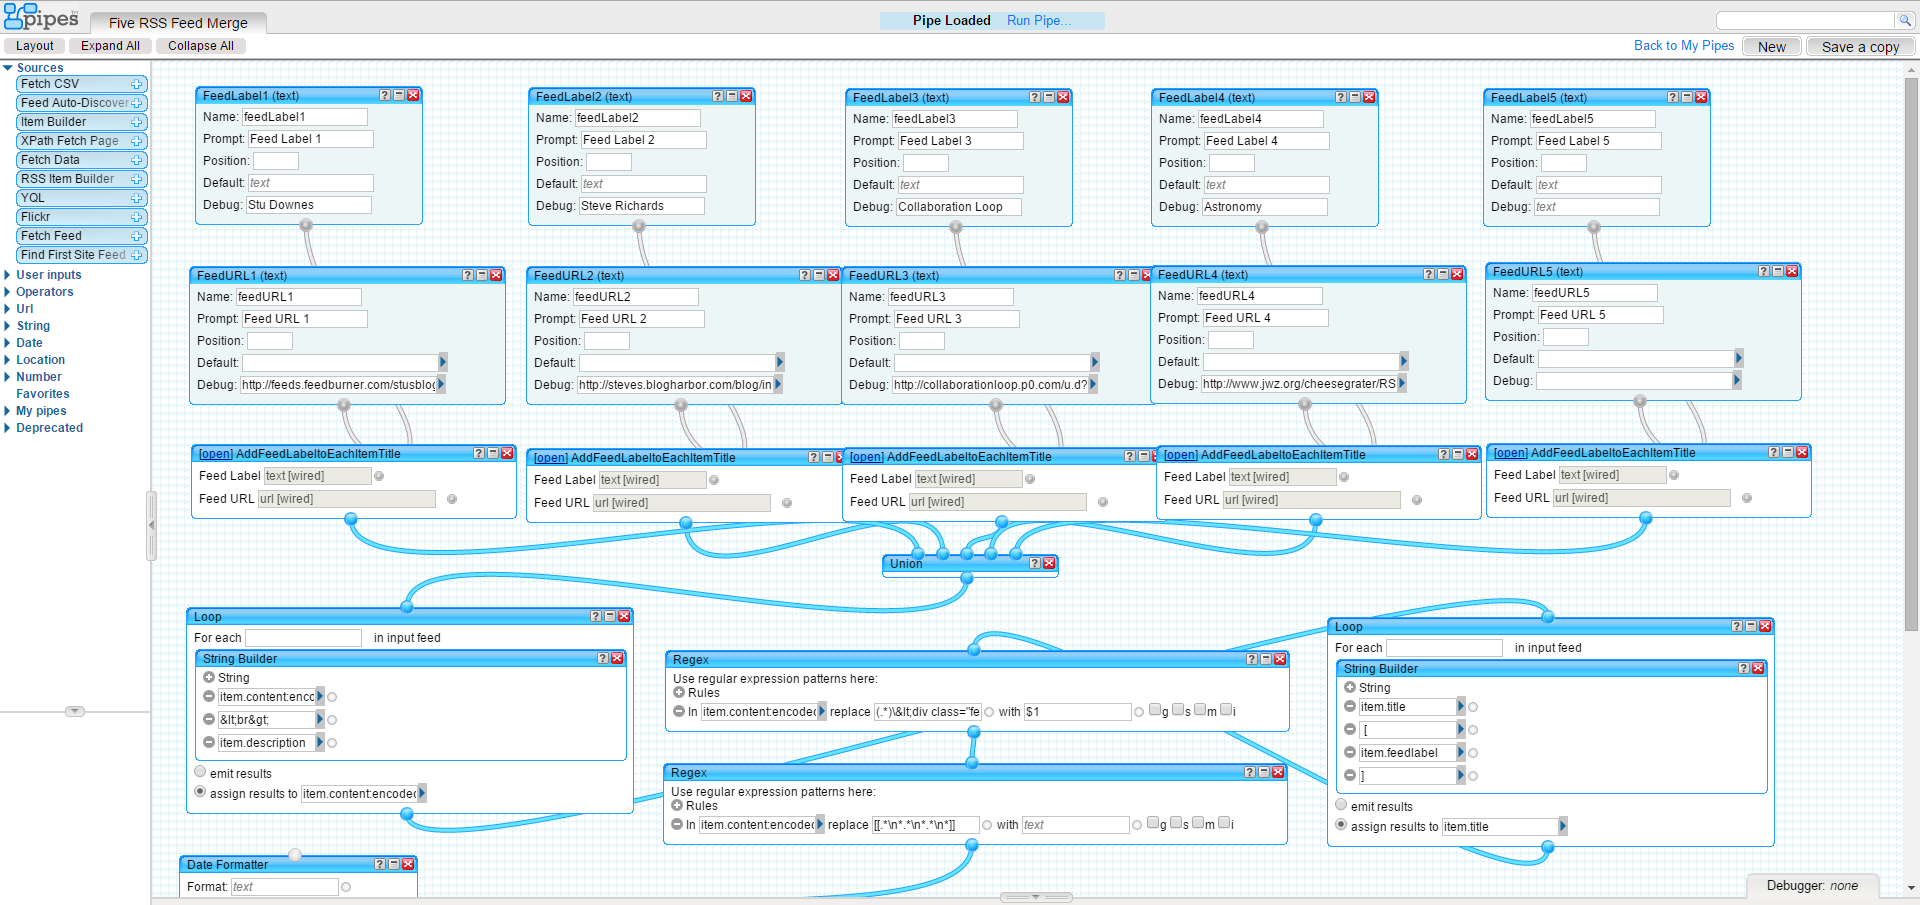 pipes
Five RSS Feed Merge
Pipe Loaded Run Pipe...
Layout Expand All Collapse All
Back to My Pipes New Save a copy
Sources
Fetch CSV
Feed Auto-Discover
Item Builder
XPath Fetch Page
Fetch Data
RSS Item Builder
YQL
Flickr
Fetch Feed
Find First Site Feed
User inputs
Operators
Url
String
Date
Location
Number
Favorites
My pipes
Deprecated
FeedLabel1 (text)
Name: feedLabel1
Prompt: Feed Label 1
Position:
Default: text
Debug: Stu Downes
FeedLabel2 (text)
Name: feedLabel2
Prompt: Feed Label 2
Position:
Default: text
Debug: Steve Richards
FeedLabel3 (text)
Name: feedLabel3
Prompt: Feed Label 3
Position:
Default: text
Debug: Collaboration Loop
FeedLabel4 (text)
Name: feedLabel4
Prompt: Feed Label 4
Position:
Default: text
Debug: Astronomy
FeedLabel5 (text)
Name: feedLabel5
Prompt: Feed Label 5
Position:
Default: text
Debug: text
FeedURL1 (text)
Name: feedURL1
Prompt: Feed URL 1
Position:
Default:
Debug: http://feeds.feedburner.com/stusblog
FeedURL2 (text)
Name: feedURL2
Prompt: Feed URL 2
Position:
Default:
Debug: http://steves.blogharbor.com/blog/in
FeedURL3 (text)
Name: feedURL3
Prompt: Feed URL 3
Position:
Default:
Debug: http://collaborationloop.p0.com/u.d?
FeedURL4 (text)
Name: feedURL4
Prompt: Feed URL 4
Position:
Default:
Debug: http://www.jwz.org/cheesegrater/RS
FeedURL5 (text)
Name: feedURL5
Prompt: Feed URL 5
Position:
Default:
Debug:
[open] AddFeedLabeltoEachItemTitle
Feed Label text [wired]
Feed URL url [wired]
[open] AddFeedLabeltoEachItemTitle
Feed Label text [wired]
Feed URL url [wired]
[open] AddFeedLabeltoEachItemTitle
Feed Label text [wired]
Feed URL url [wired]
[open] AddFeedLabeltoEachItemTitle
Feed Label text [wired]
Feed URL url [wired]
[open] AddFeedLabeltoEachItemTitle
Feed Label text [wired]
Feed URL url [wired]
Union
Loop
For each in input feed
String Builder
String
item.content:enco
&lt;br&gt;
item.description
emit results
assign results to item.content:encoded
Regex
Use regular expression patterns here:
Rules
In item.content:encoded replace (.*)\&lt;div class="fe with $1 g s m i
Regex
Use regular expression patterns here:
Rules
In item.content:encoded replace [[.*\n*.*\n*.*\n*]] with text g s m i
Loop
For each in input feed
String Builder
String
item.title
[
item.feedlabel
]
emit results
assign results to item.title
Date Formatter
Format: text
Debugger: none